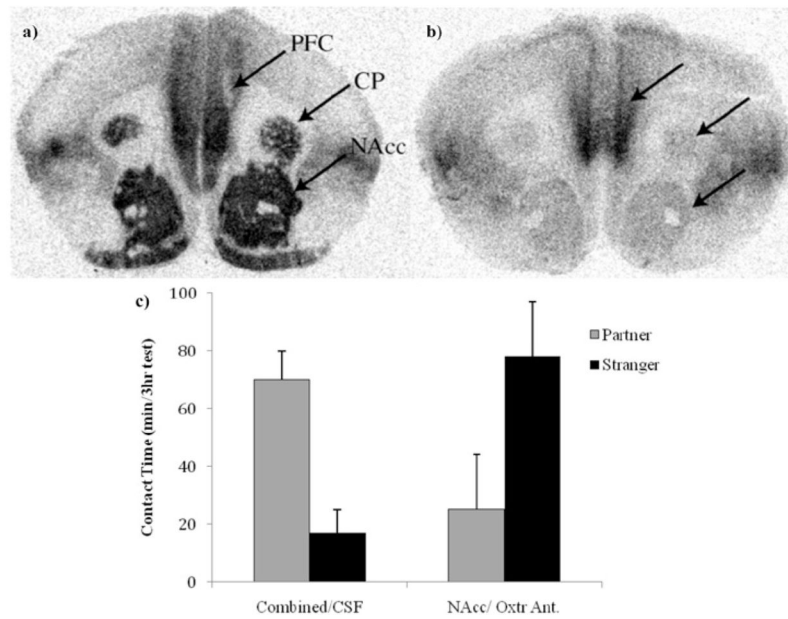 a)
PFC
CP
NAcc
b)
c)
100
80
60
40
20
0
Contact Time (min/3hr test)
Partner
Stranger
Combined/CSF
NAcc/ Oxtr Ant.